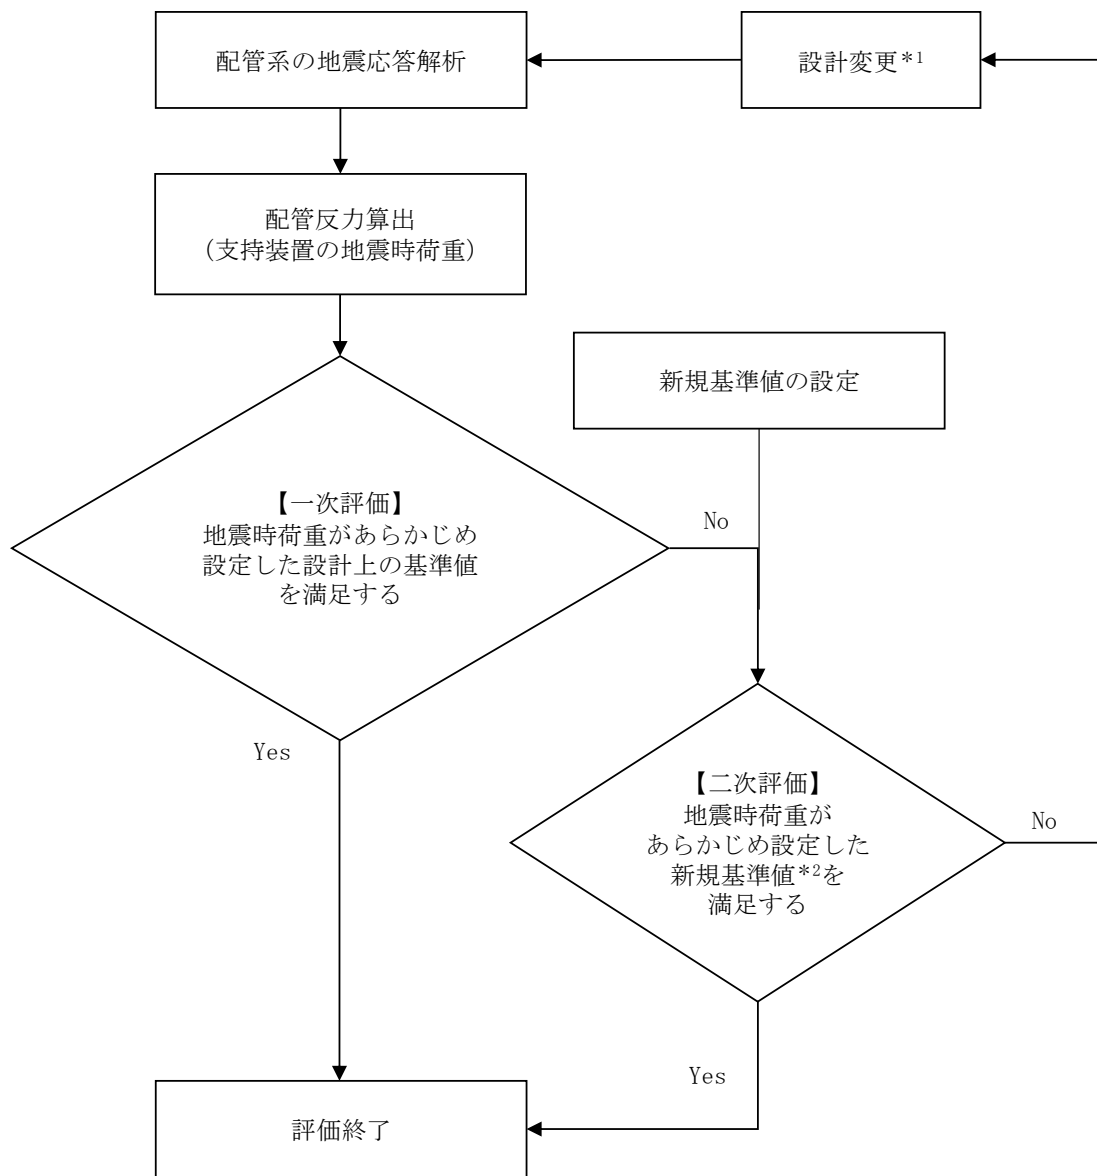 配管系の地震応答解析
設計変更*1
配管反力算出
(支持装置の地震時荷重)
新規基準値の設定
【一次評価】
地震時荷重があらかじめ
設定した設計上の基準値
を満足する
No
Yes
【二次評価】
地震時荷重が
あらかじめ設定した
新規基準値*2を
満足する
No
Yes
評価終了